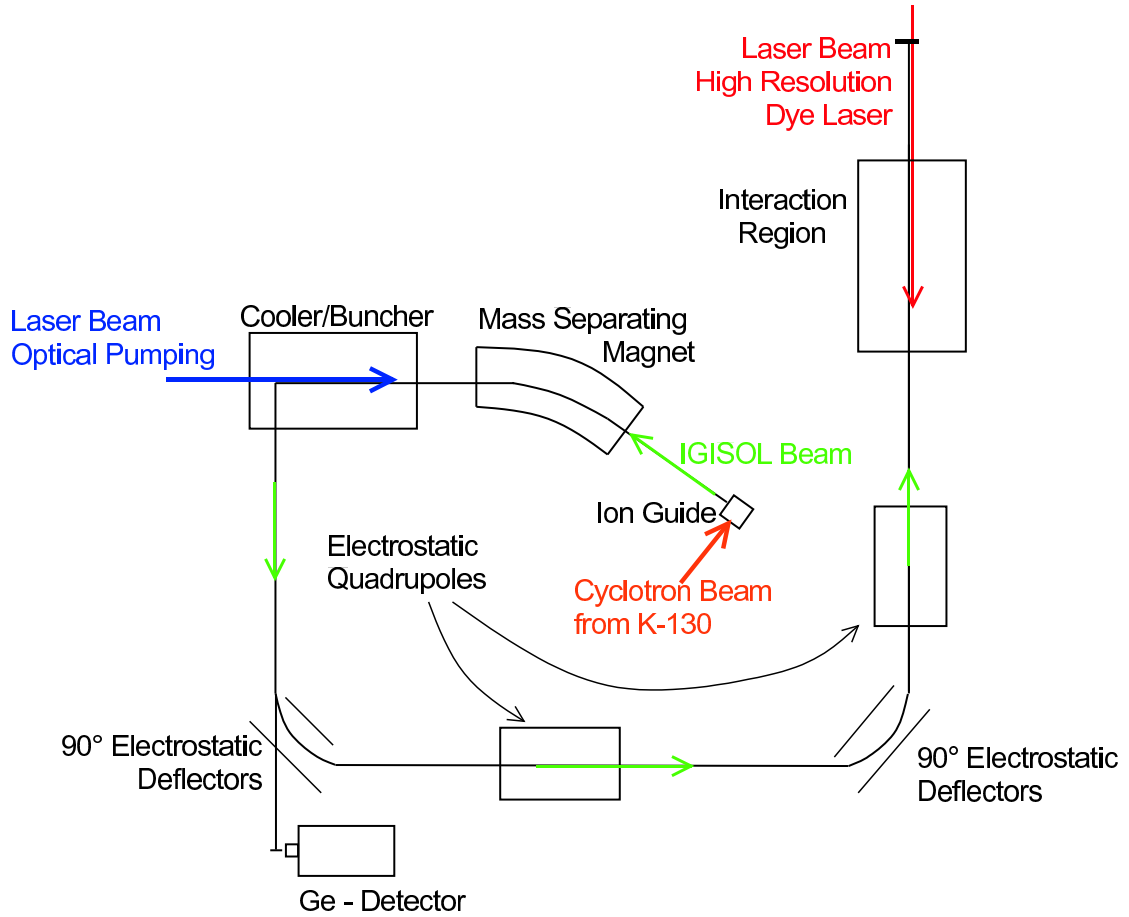 Laser Beam
High Resolution
Dye Laser
Interaction
Region
Cooler/Buncher
Mass Separating
Magnet
Laser Beam
Optical Pumping
IGISOL Beam
Ion Guide
Electrostatic
Quadrupoles
Cyclotron Beam
from K-130
90° Electrostatic
Deflectors
90° Electrostatic
Deflectors
Ge - Detector